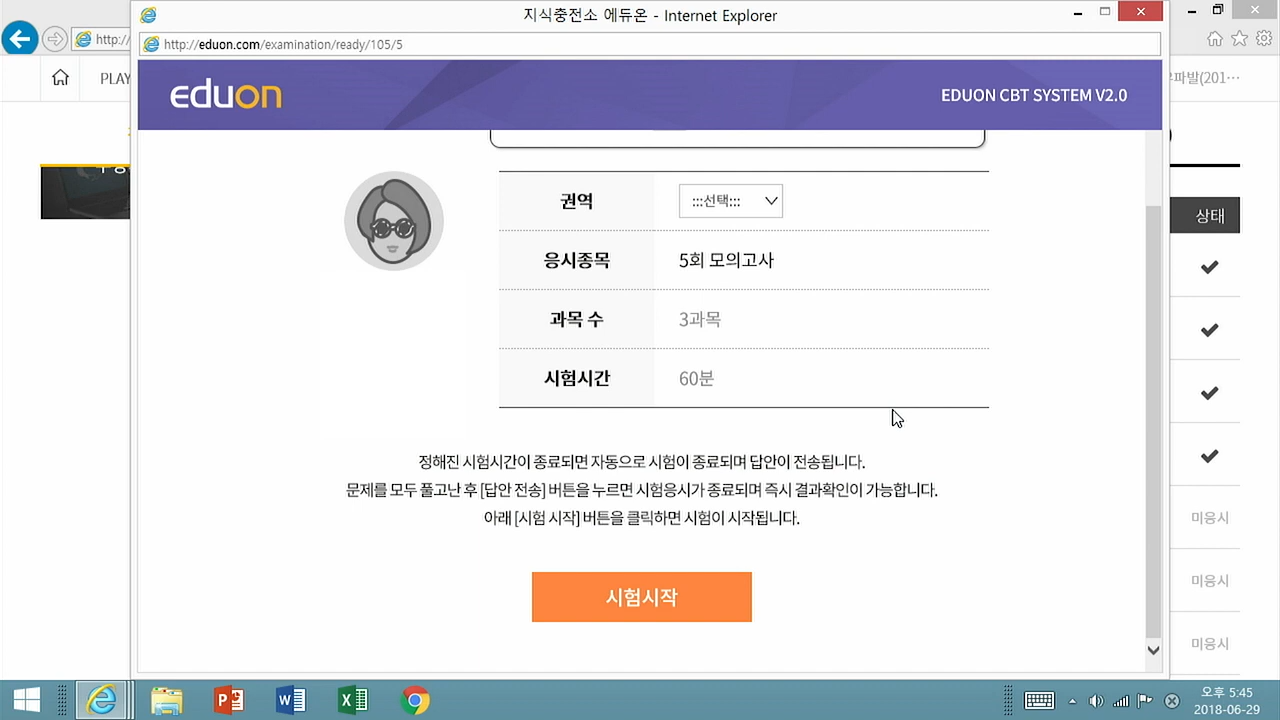 지식충전소 에듀온 - Internet Explorer
http://
http://eduon.com/examination/ready/105/5
PLAY
eduon
EDUON CBT SYSTEM V2.0
권역
:::선택:::
응시종목
5회 모의고사
과목 수
3과목
시험시간
60분
정해진 시험시간이 종료되면 자동으로 시험이 종료되며 답안이 전송됩니다.
문제를 모두 풀고난 후 [답안 전송] 버튼을 누르면 시험응시가 종료되며 즉시 결과확인이 가능합니다.
아래 [시험 시작] 버튼을 클릭하면 시험이 시작됩니다.
시험시작
상태
미응시
미응시
미응시
오후 5:45
2018-06-29